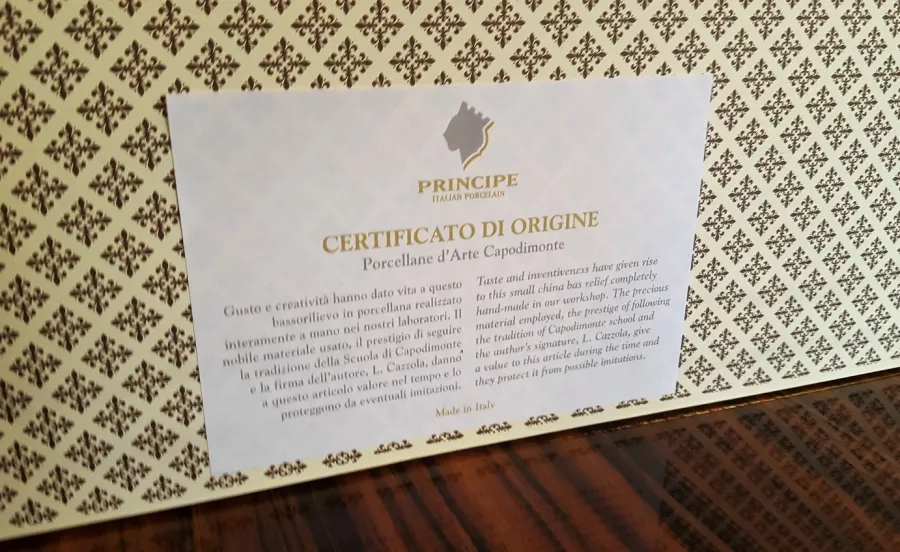 PRINCIPE
ITALIAN PORCELAIN
CERTIFICATO DI ORIGINE
Porcellane d'Arte Capodimonte
Gusto e creatività hanno dato vita a questo
bassorilievo in porcellana realizzato
interamente a mano nei nostri laboratori. Il
nobile materiale usato, il prestigio di seguire
la tradizione della Scuola di Capodimonte
e la firma dell'autore, L. Cazzola, danno
a questo articolo valore nel tempo e lo
proteggono da eventuali imitazioni.
Taste and inventiveness have given rise
to this small china bas relief completely
hand-made in our workshop. The precious
material employed, the prestige of following
the tradition of Capodimonte school and
the author's signature, L. Cazzola, give
a value to this article during the time and
they protect it from possible imitations.
Made in Italy